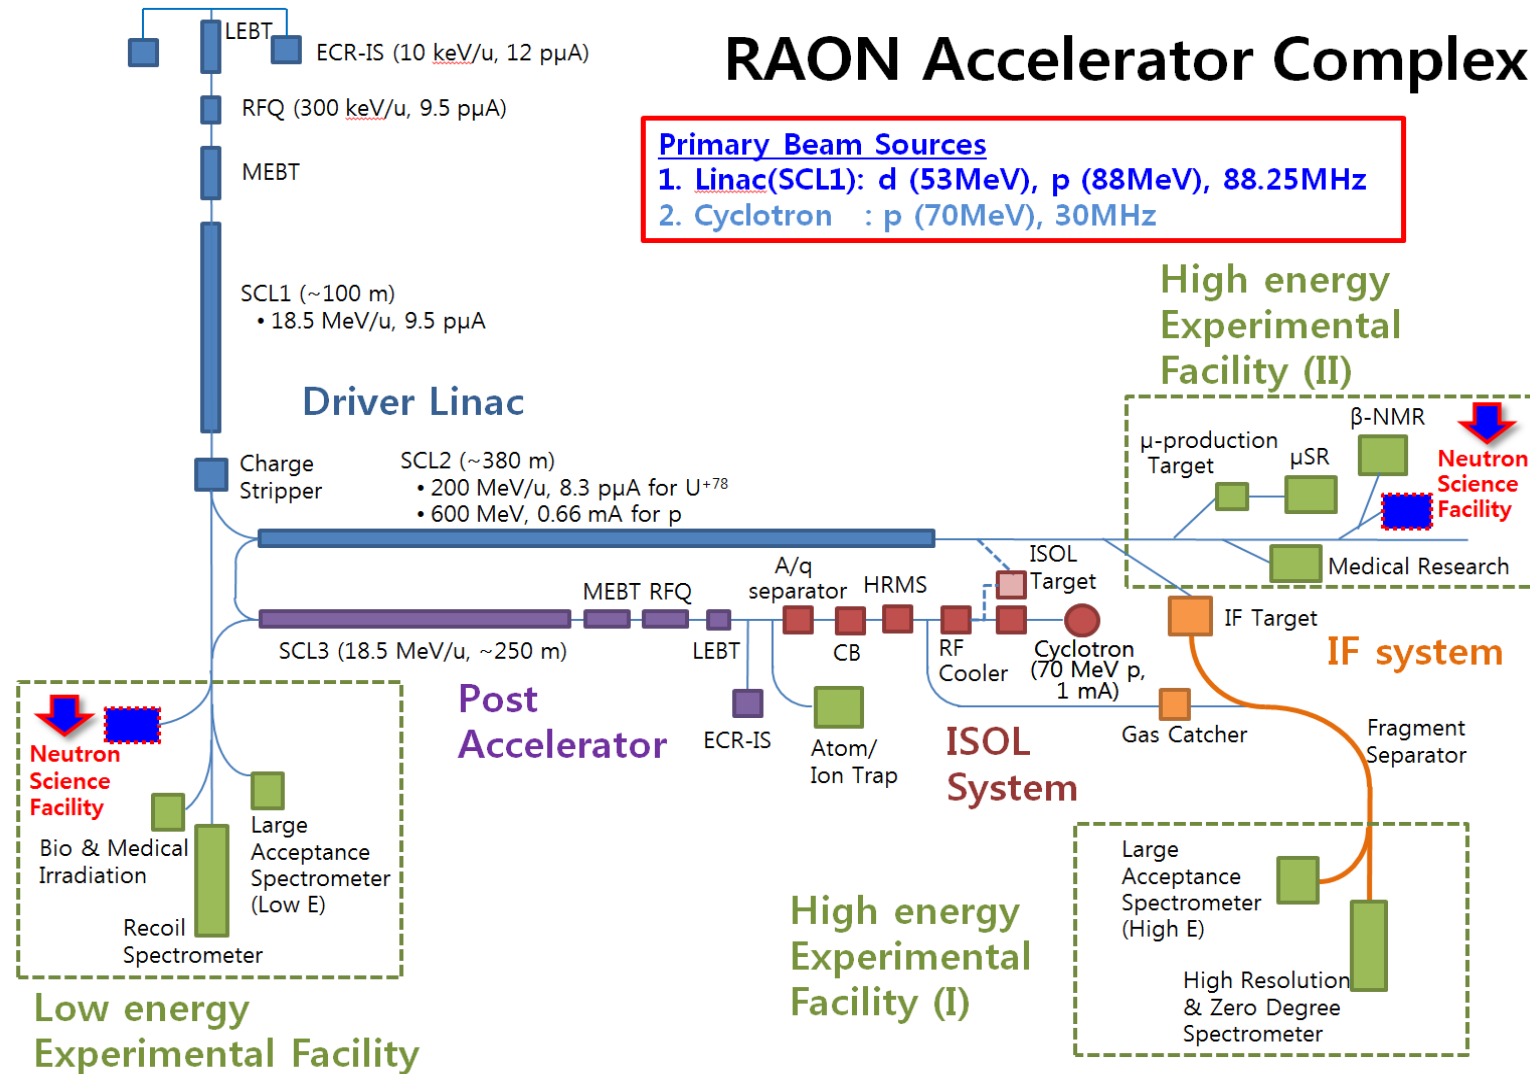 RAON Accelerator Complex
LEBT
ECR-IS (10 keV/u, 12 pµA)
RFQ (300 keV/u, 9.5 pµA)
MEBT
Primary Beam Sources
1. Linac(SCL1): d (53MeV), p (88MeV), 88.25MHz
2. Cyclotron : p (70MeV), 30MHz
SCL1 (~100 m)
• 18.5 MeV/u, 9.5 pµA
Driver Linac
Charge
Stripper
SCL2 (~380 m)
• 200 MeV/u, 8.3 pµA for U+78
• 600 MeV, 0.66 mA for p
High energy
Experimental
Facility (II)
µ-production
Target
µSR
β-NMR
Neutron
Science
Facility
Medical Research
ISOL
Target
A/q
separator
HRMS
MEBT RFQ
LEBT
CB
RF
Cooler
Cyclotron
(70 MeV p,
1 mA)
IF Target
IF system
SCL3 (18.5 MeV/u, ~250 m)
Post
Accelerator
ECR-IS
Atom/
Ion Trap
ISOL
System
Gas Catcher
Fragment
Separator
Neutron
Science
Facility
Bio & Medical
Irradiation
Large
Acceptance
Spectrometer
(Low E)
Recoil
Spectrometer
Low energy
Experimental Facility
High energy
Experimental
Facility (I)
Large
Acceptance
Spectrometer
(High E)
High Resolution
& Zero Degree
Spectrometer